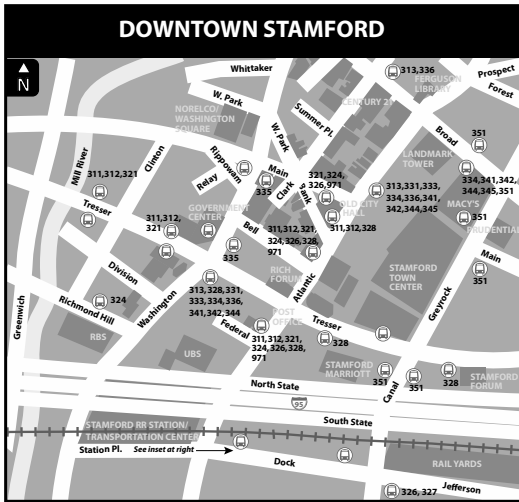 DOWNTOWN STAMFORD
N
Whittaker
313,336
FERGUSON
LIBRARY
Prospect
Forest
W. Park
CENTURY 21
NORELCO/
WASHINGTON
SQUARE
Summer Pl.
Broad
351
W.Park
Clinton
Mill River
Rippowam
Main
LANDMARK
TOWER
311,312,321
Relay
335
Clark
321,324,
326,971
Bank
313,331,333,
334,336,341,
342,344,345
334,341,342,
344,345,351
Tresser
GOVERNMENT
CENTER
OLD CITY
HALL
MACY'S
351
311,312,
321
Bell
311,312,328
PRUDENTIAL
311,312,321,
324,326,328,
971
335
Main
Division
RICH
FORUM
STAMFORD
TOWN
CENTER
351
313,328,331,
333,334,336,
341,342,344
Atlantic
Greyrock
324
Greenwich
Richmond Hill
Washington
Federal
POST
OFFICE
Tresser
RBS
311,312,321,
324,326,328,
971
328
UBS
STAMFORD
MARRIOTT
351
351
328
STAMFORD
FORUM
North State
Canal
95
South State
STAMFORD RR STATION/
TRANSPORTATION CENTER
Station Pl.
See inset at right
Dock
RAIL YARDS
326, 327
Jefferson